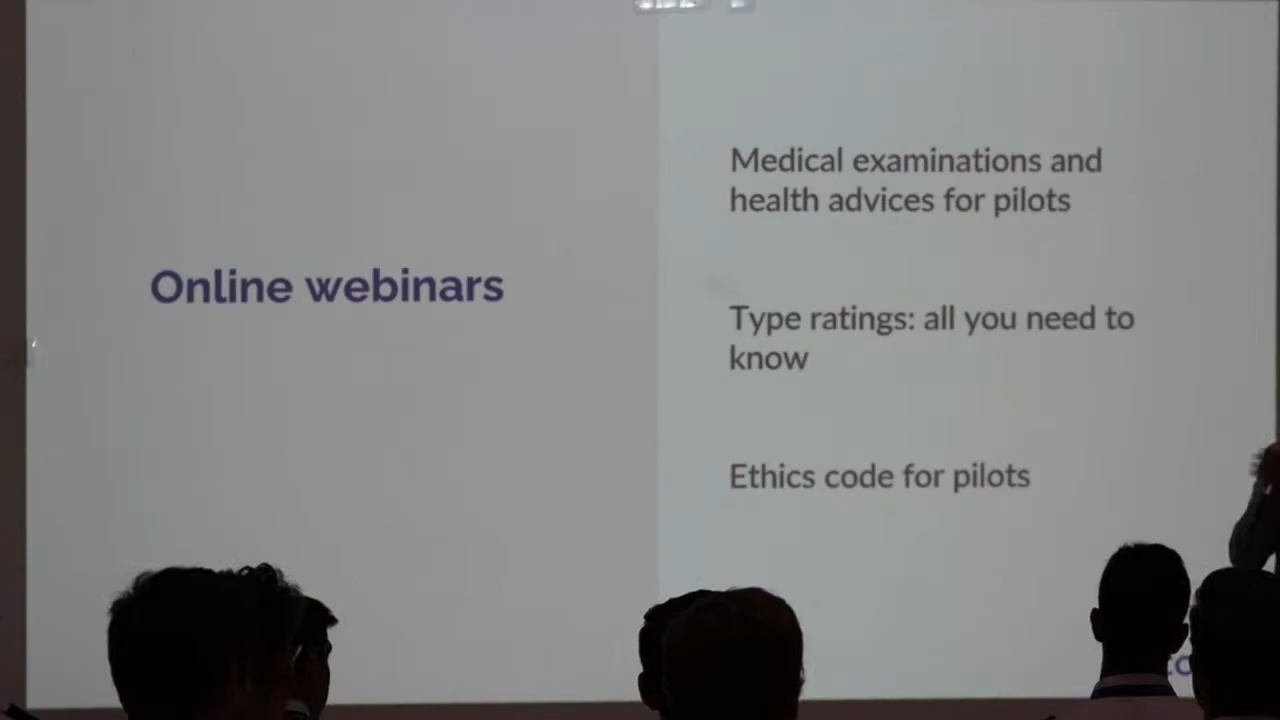 Online webinars
Medical examinations and
health advices for pilots
Type ratings: all you need to
know
Ethics code for pilots